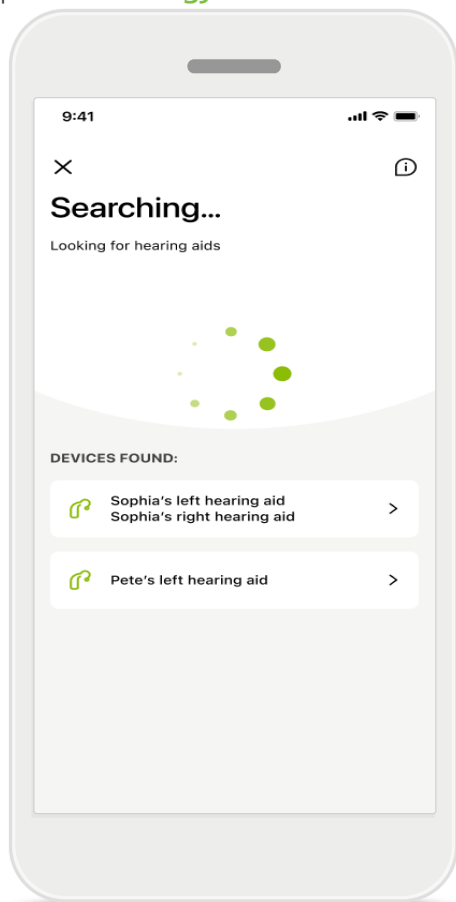 9:41
Searching...
Looking for hearing aids
DEVICES FOUND:
Sophia's left hearing aid
Sophia's right hearing aid
Pete's left hearing aid